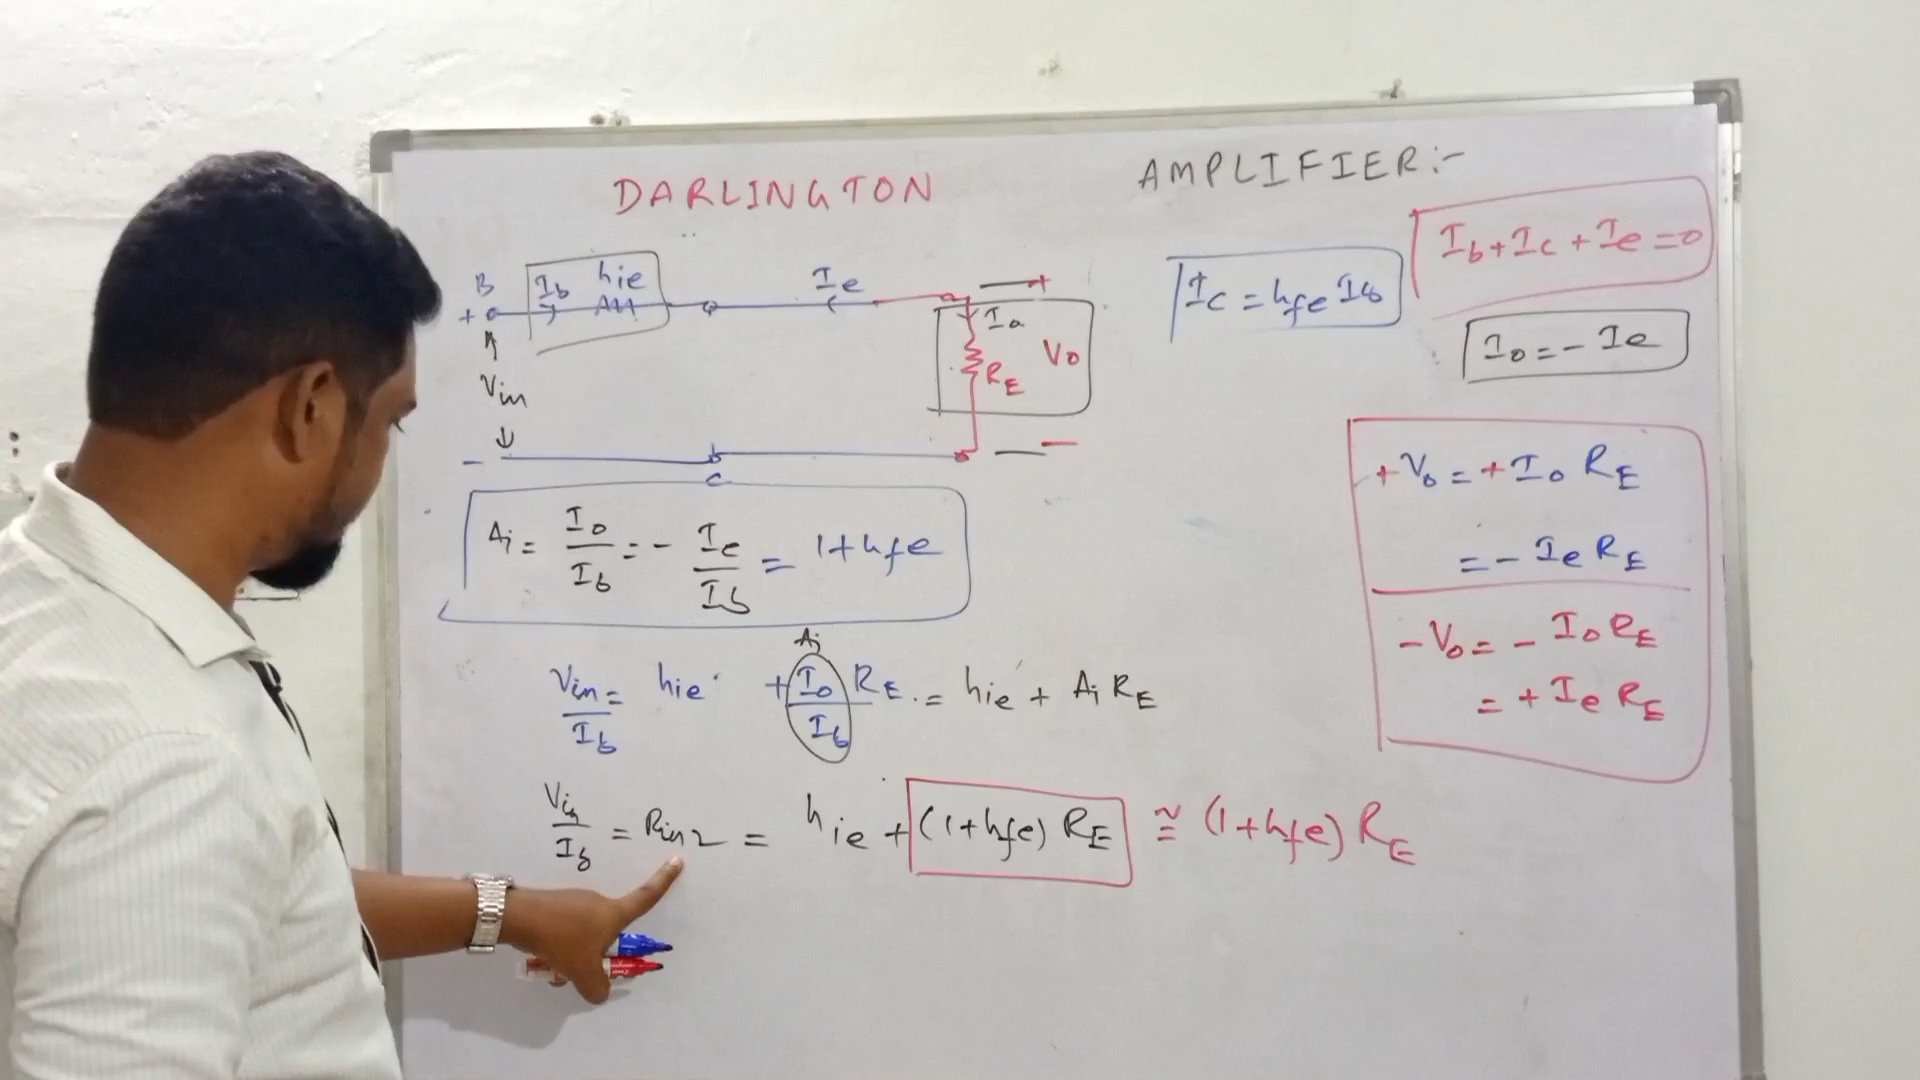 DARLINGTON AMPLIFIER:-
Ib + Ic + Ie = 0
Ic = hfe Ib
Io = - Ie
B Ib hie Ie +
+
Vin
Io
RE Vo
-
-
c
Ai = Io/Ib = - Ie/Ib = 1+hfe
+Vo = +Io RE
= - Ie RE
-Vo = - Io RE
= + Ie RE
Ai
Vin/Ib = hie + Io/Ib RE. = hie + Ai RE
Vin/Ib = Rin2 = hie + (1+hfe) RE ≅ (1+hfe) RE